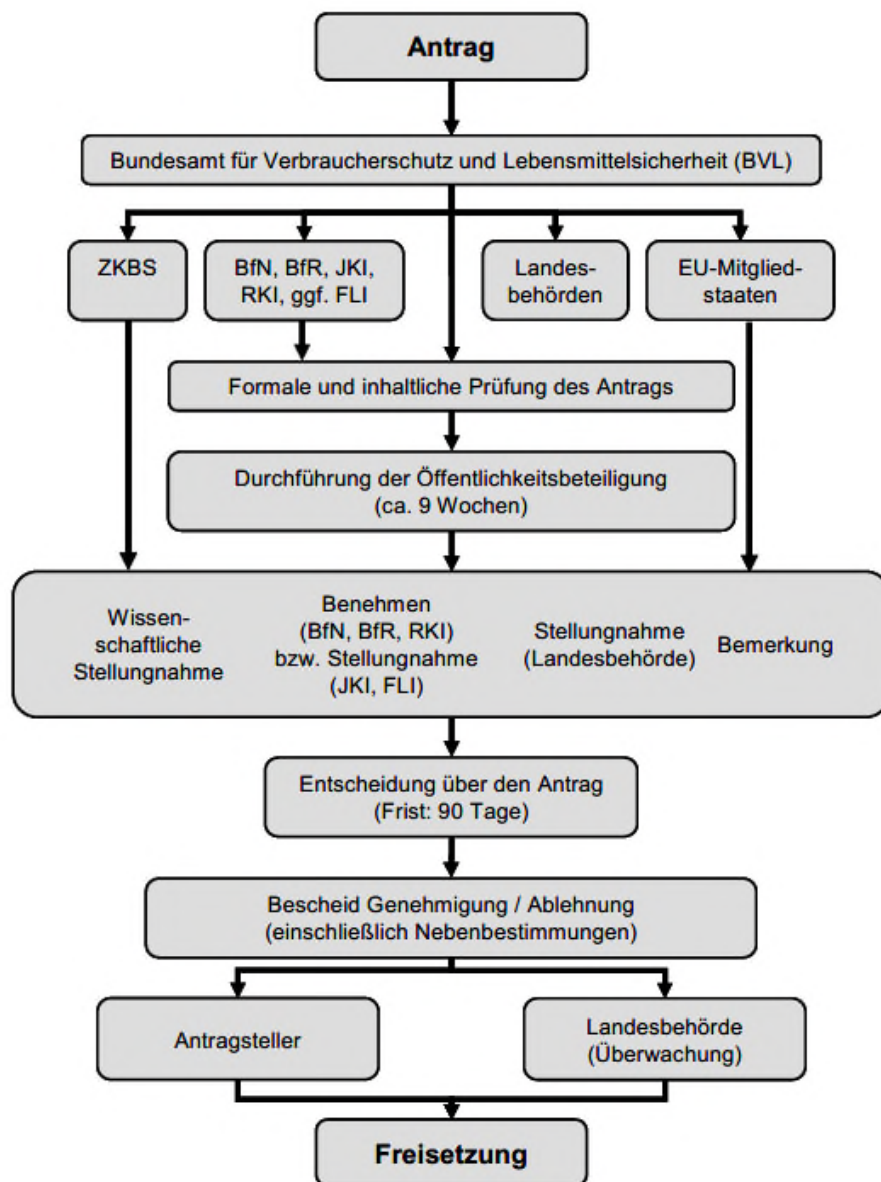 Antrag
Bundesamt für Verbraucherschutz und Lebensmittelsicherheit (BVL)
ZKBS
BfN, BfR, JKI,
RKI, ggf. FLI
Landes-
behörden
EU-Mitglied-
staaten
Formale und inhaltliche Prüfung des Antrags
Durchführung der Öffentlichkeitsbeteiligung
(ca. 9 Wochen)
Wissen-
schaftliche
Stellungnahme
Benehmen
(BfN, BfR, RKI)
bzw. Stellungnahme
(JKI, FLI)
Stellungnahme
(Landesbehörde)
Bemerkung
Entscheidung über den Antrag
(Frist: 90 Tage)
Bescheid Genehmigung / Ablehnung
(einschließlich Nebenbestimmungen)
Antragsteller
Landesbehörde
(Überwachung)
Freisetzung